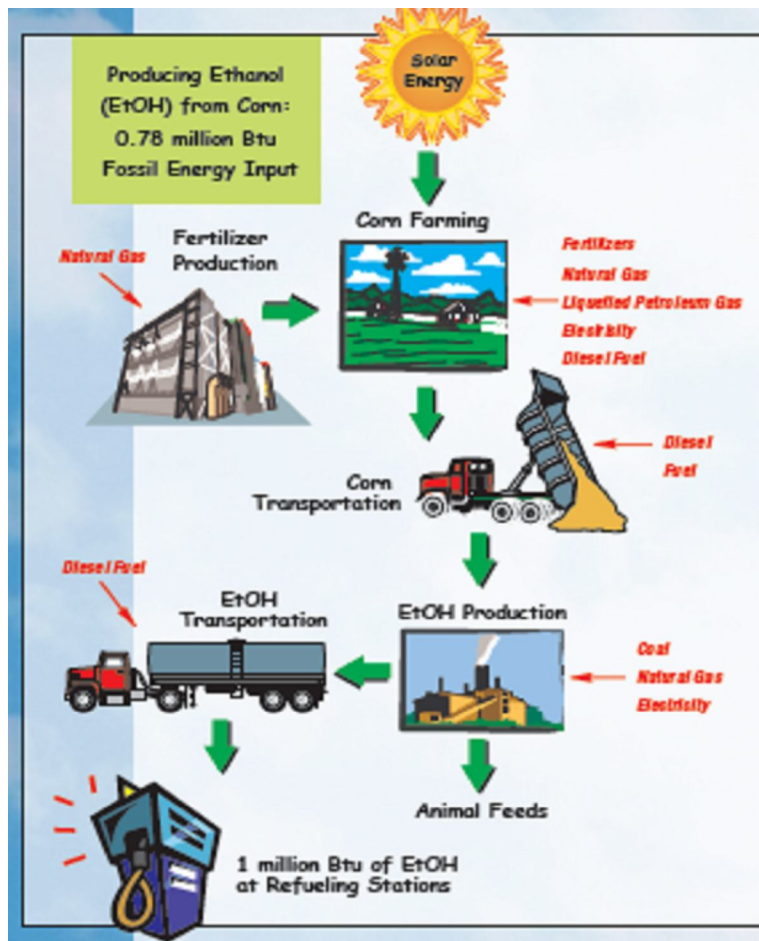 Producing Ethanol
(EtOH) from Corn:
0.78 million Btu
Fossil Energy Input
Solar
Energy
Corn Farming
Fertilizer
Production
Natural Gas
Fertilizers
Natural Gas
Liquefied Petroleum Gas
Electricity
Diesel Fuel
Corn
Transportation
Diesel
Fuel
EtOH Production
Coal
Natural Gas
Electricity
Diesel Fuel
EtOH
Transportation
Animal Feeds
1 million Btu of EtOH
at Refueling Stations